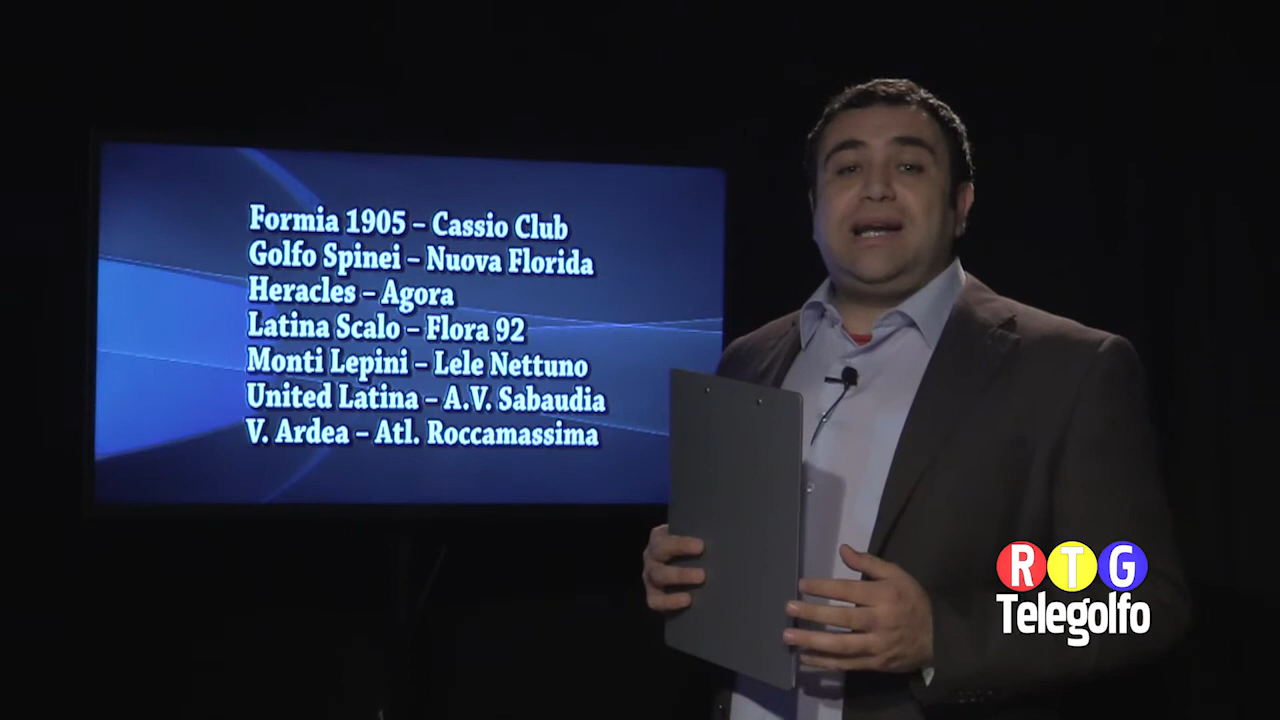 Formia 1905 – Cassio Club
Golfo Spinei – Nuova Florida
Heracles – Agora
Latina Scalo – Flora 92
Monti Lepini – Lele Nettuno
United Latina – A.V. Sabaudia
V. Ardea – Atl. Roccamassima
R T G
Telegolfo